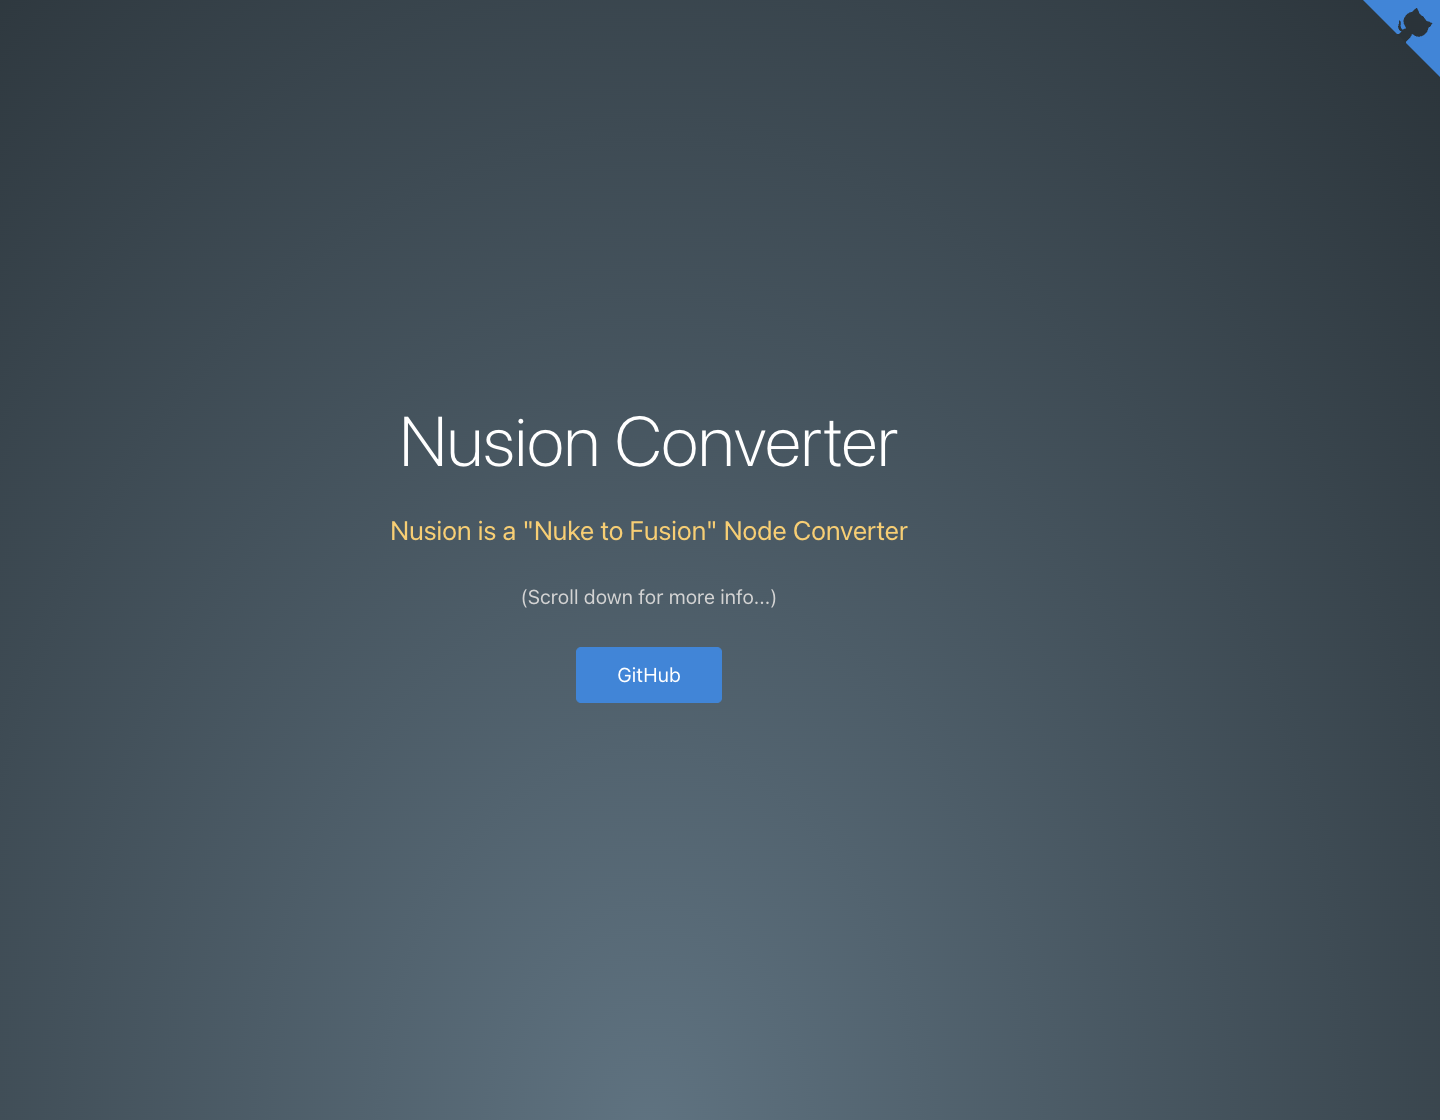 Nusion Converter
Nusion is a "Nuke to Fusion" Node Converter
(Scroll down for more info...)
GitHub